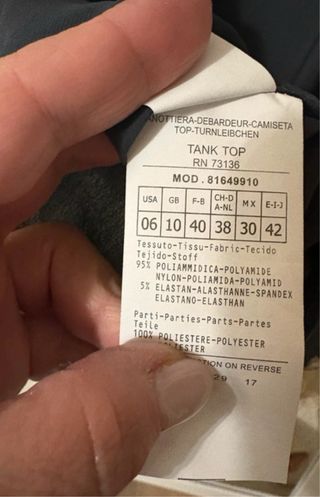 CANOTTIERA-DEBARDEUR-CAMISETA
TOP-TURNLEIBCHEN
TANK TOP
RN 73136
MOD. 81649910
USA GB F-B CH-D A-NL MX E-I-J
06 10 40 38 30 42
Tessuto-Tissu-Fabric-Tecido
Tejido-Stoff
95% POLIAMMIDICA-POLYAMIDE
NYLON-POLIAMIDA-POLYAMID
5% ELASTAN-ALASTHANNE-SPANDEX
ELASTANO-ELASTHAN
Parti-Parties-Parts-Partes
Teile
100% POLIESTERE-POLYESTER
ON REVERSE
29 17